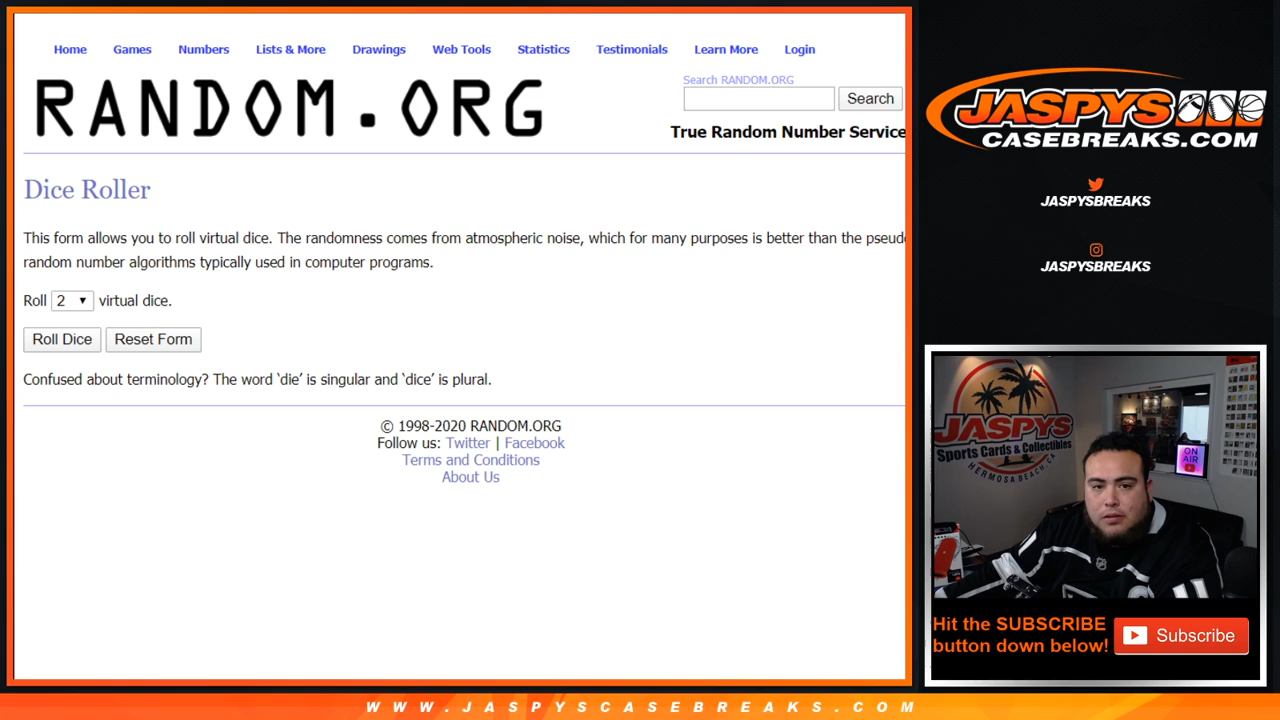 Home Games Numbers Lists & More Drawings Web Tools Statistics Testimonials Learn More Login
RANDOM.ORG
Search RANDOM.ORG
Search
True Random Number Service
Dice Roller
This form allows you to roll virtual dice. The randomness comes from atmospheric noise, which for many purposes is better than the pseudo
random number algorithms typically used in computer programs.
Roll 2 virtual dice.
Roll Dice Reset Form
Confused about terminology? The word ‘die’ is singular and ‘dice’ is plural.
© 1998-2020 RANDOM.ORG
Follow us: Twitter | Facebook
Terms and Conditions
About Us
JASPYS
CASEBREAKS.COM
JASPYSBREAKS
JASPYSBREAKS
JASPYS
Sports Cards & Collectibles
HERMOSA BEACH, CA
ON
AIR
11
Hit the SUBSCRIBE
button down below!
Subscribe
WWW.JASPYSCASEBREAKS.COM